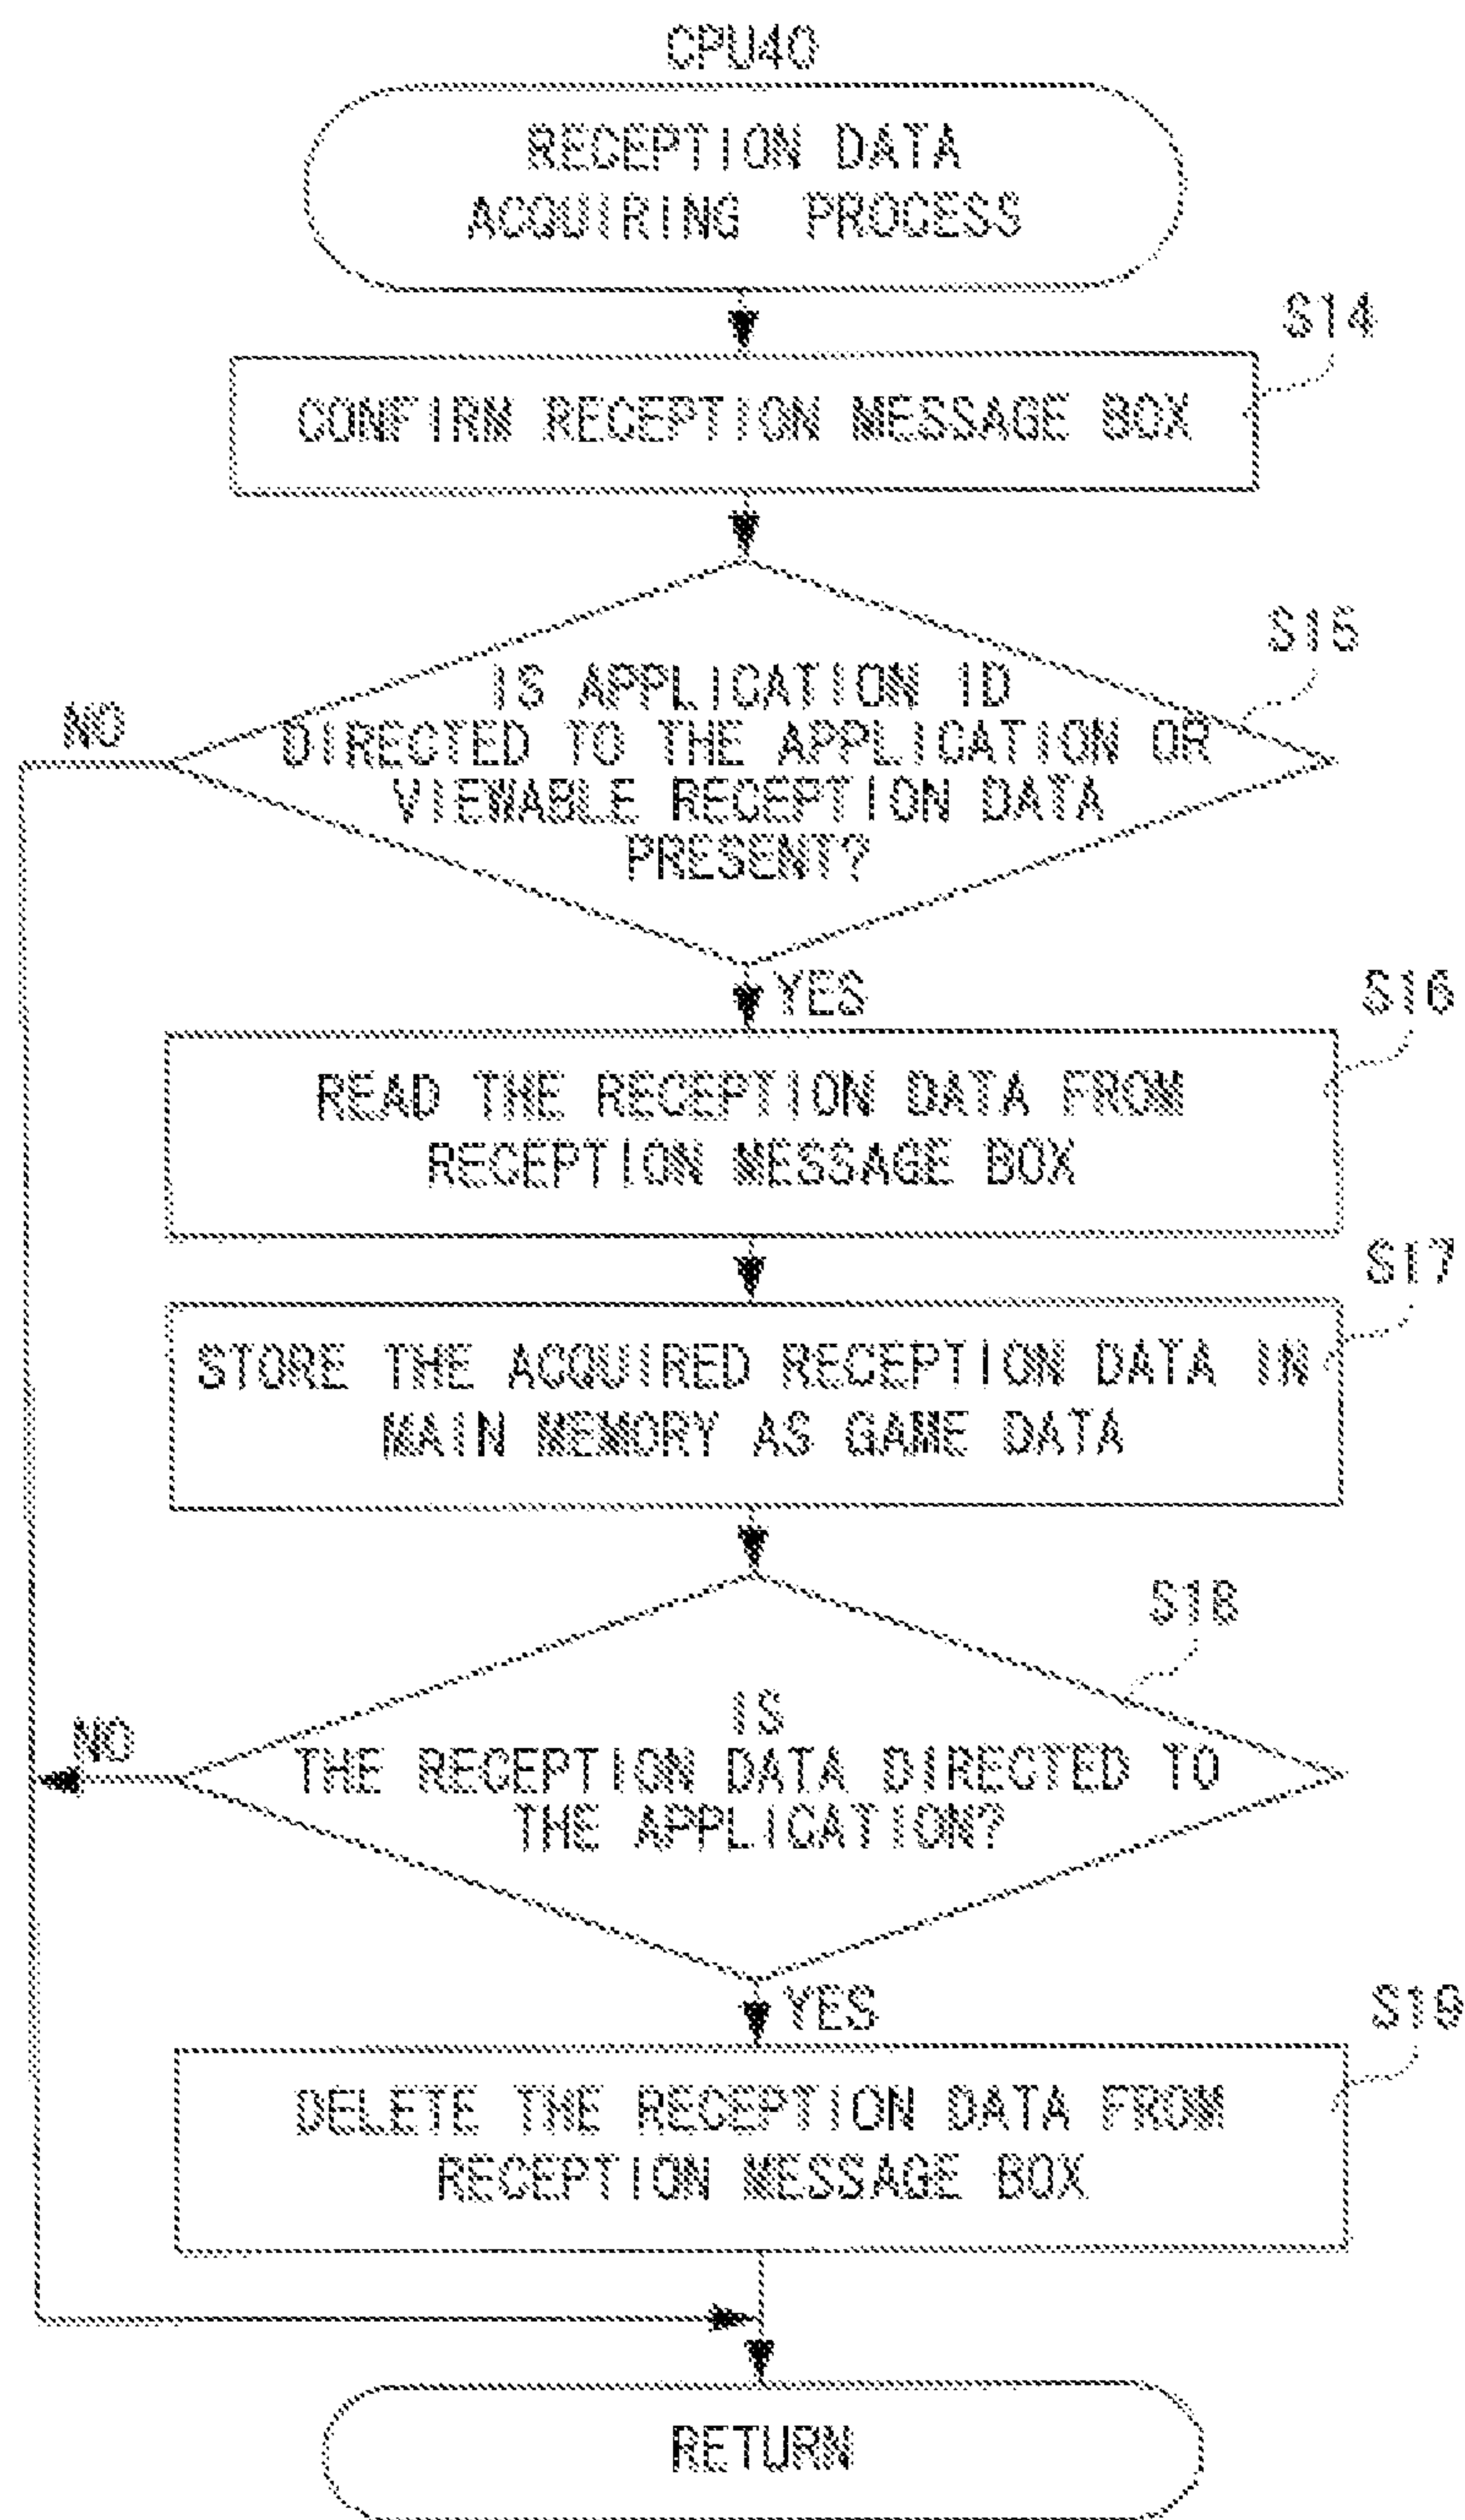 CPU40
RECEPTION DATA
ACQUIRING PROCESS
S14
CONFIRM RECEPTION MESSAGE BOX
S15
IS APPLICATION ID
DIRECTED TO THE APPLICATION OR
VIEWABLE RECEPTION DATA
PRESENT?
NO
YES
S16
READ THE RECEPTION DATA FROM
RECEPTION MESSAGE BOX
S17
STORE THE ACQUIRED RECEPTION DATA IN
MAIN MEMORY AS GAME DATA
S18
IS
THE RECEPTION DATA DIRECTED TO
THE APPLICATION?
NO
YES
S19
DELETE THE RECEPTION DATA FROM
RECEPTION MESSAGE BOX
RETURN